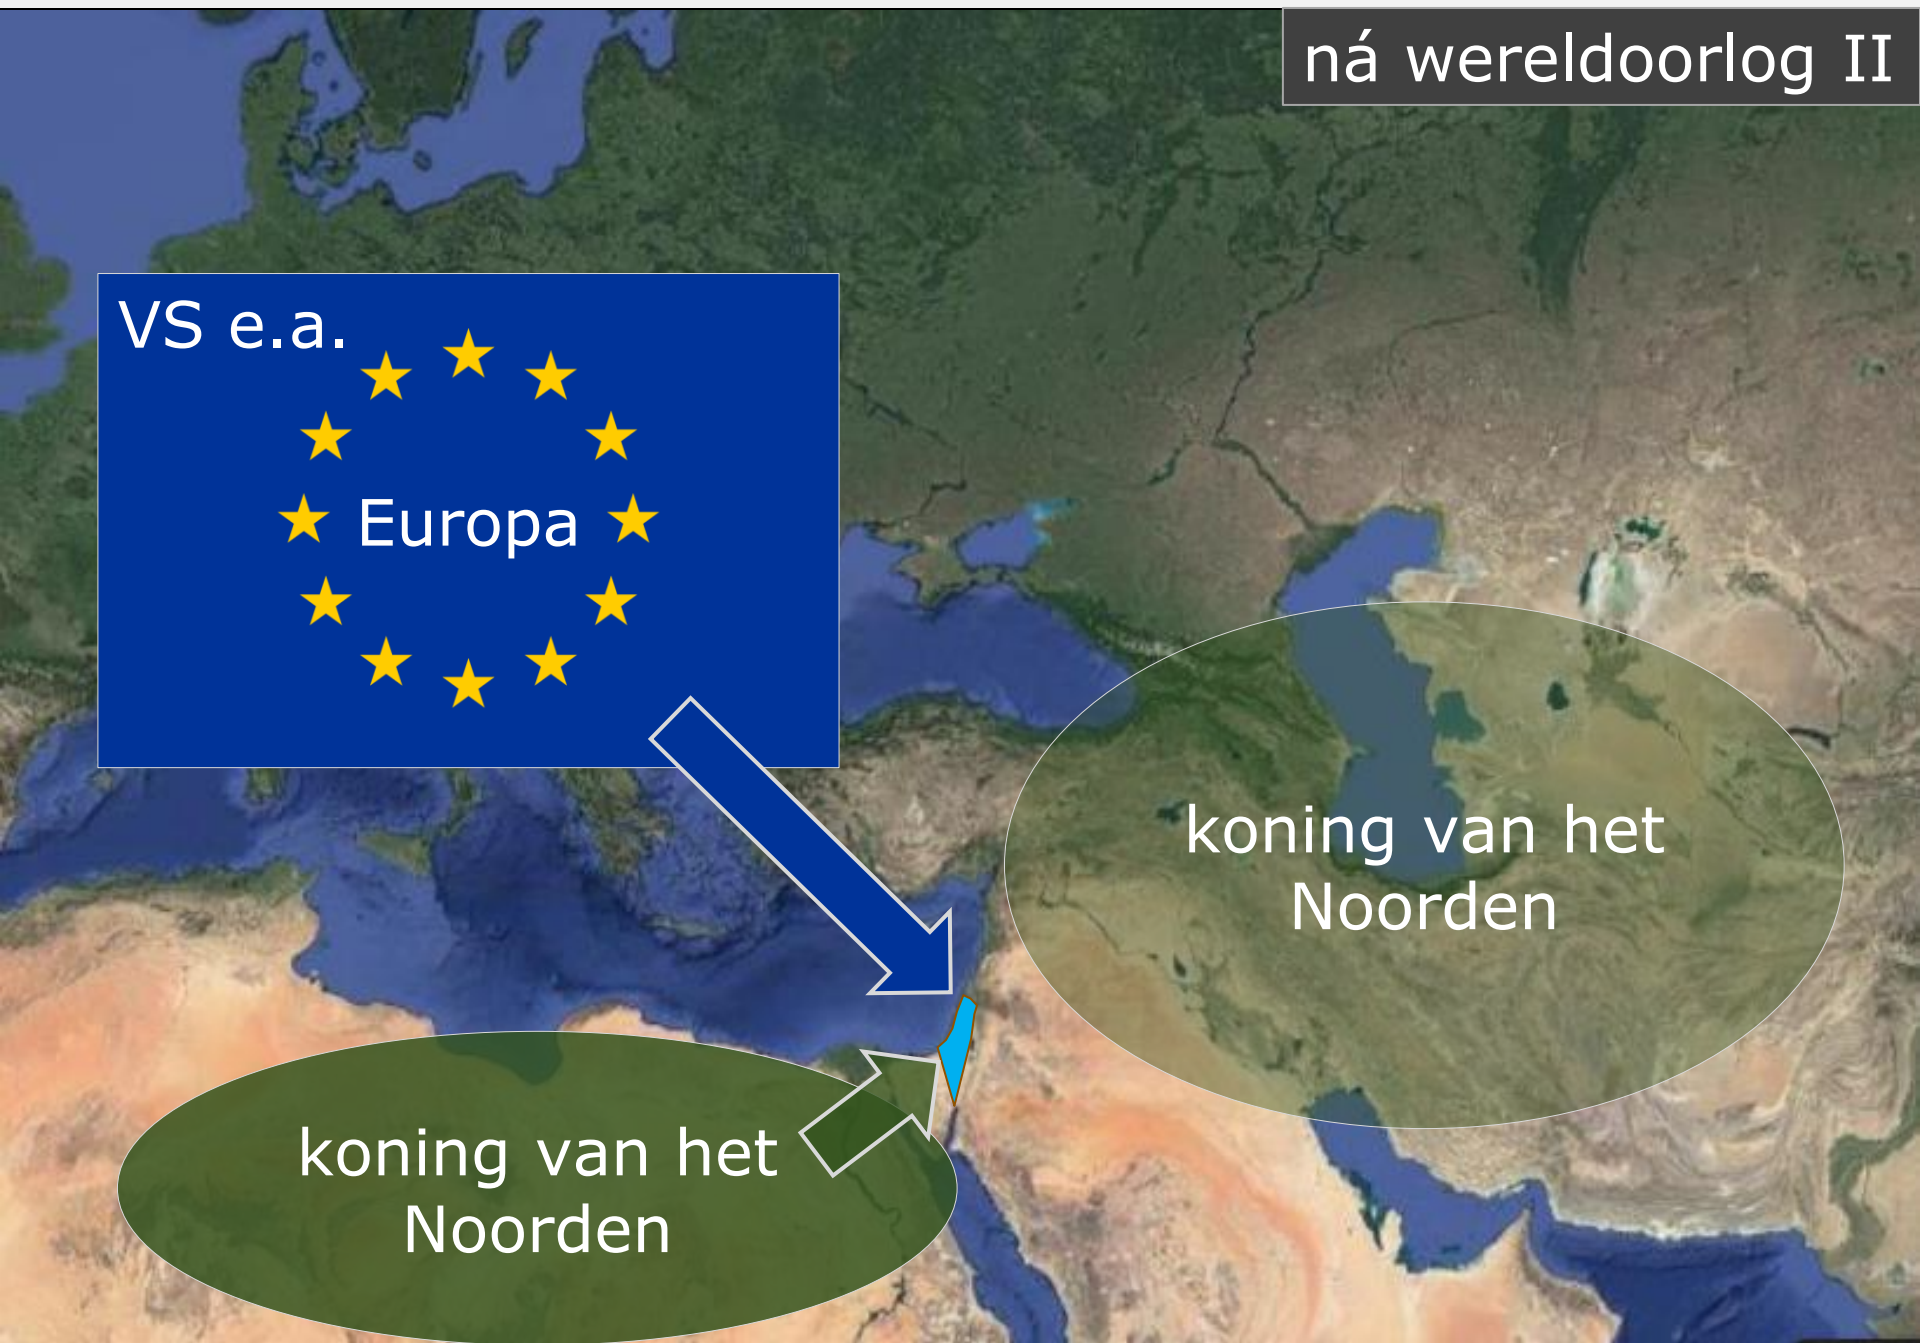 ná wereldoorlog II
VS e.a.
Europa
koning van het
Noorden
koning van het
Noorden